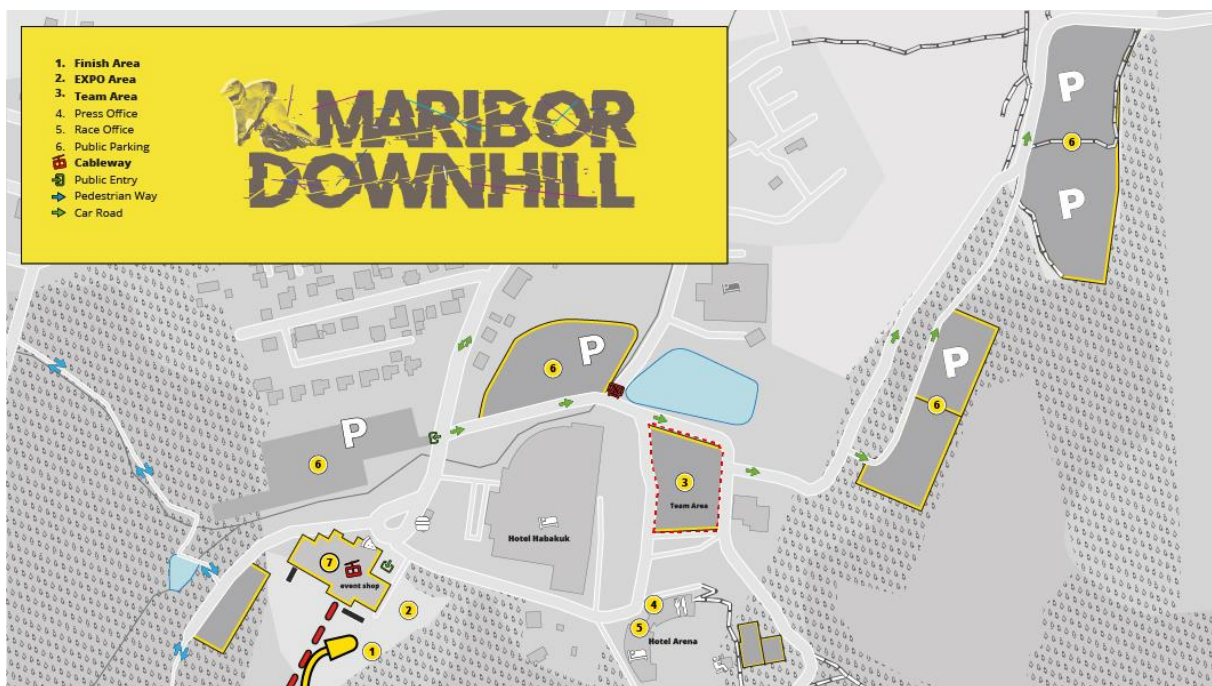 1. Finish Area
2. EXPO Area
3. Team Area
4. Press Office
5. Race Office
6. Public Parking
Cableway
Public Entry
Pedestrian Way
Car Road
MARIBOR
DOWNHILL
P
6
P
P
6
P
6
P
6
3
Team Area
Hotel Habakuk
7
event shop
2
1
4
5
Hotel Arena